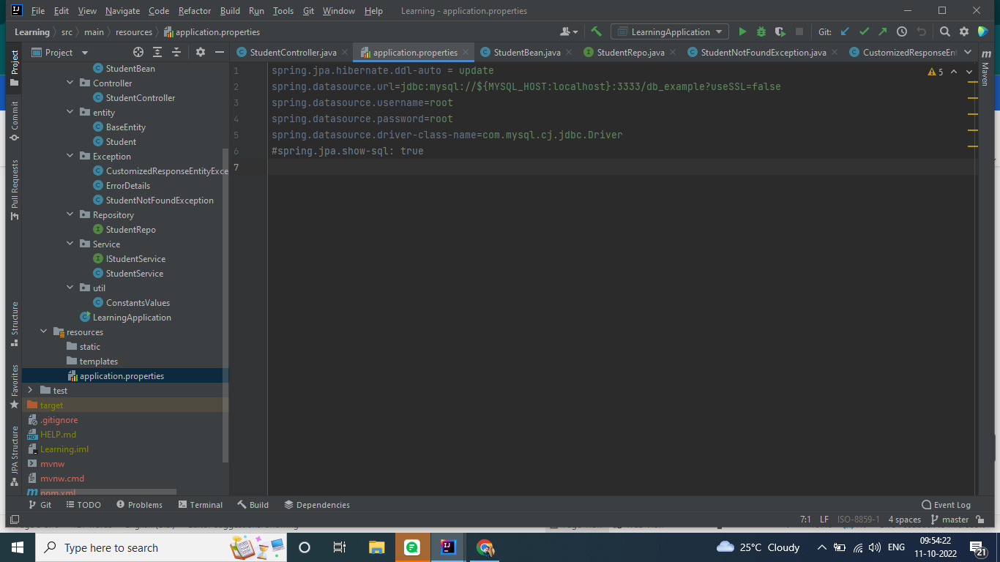 File Edit View Navigate Code Refactor Build Run Tools Git Window Help Learning - application.properties
Learning src main resources application.properties LearningApplication Git:
Project StudentController.java application.properties StudentBean.java StudentRepo.java StudentNotFoundException.java CustomizedResponseEnt
StudentBean
Controller
StudentController
entity
BaseEntity
Student
Exception
CustomizedResponseEntityExce
ErrorDetails
StudentNotFoundException
Repository
StudentRepo
Service
IStudentService
StudentService
util
ConstantsValues
LearningApplication
resources
static
templates
application.properties
test
target
.gitignore
HELP.md
Learning.iml
mvnw
mvnw.cmd
pom.xml
Project
Commit
Pull Requests
Structure
Favorites
JPA Structure
1 spring.jpa.hibernate.ddl-auto = update
2 spring.datasource.url=jdbc:mysql://${MYSQL_HOST:localhost}:3333/db_example?useSSL=false
3 spring.datasource.username=root
4 spring.datasource.password=root
5 spring.datasource.driver-class-name=com.mysql.cj.jdbc.Driver
6 #spring.jpa.show-sql: true
7
5
m
Maven
Git TODO Problems Terminal Build Dependencies Event Log
7:1 LF ISO-8859-1 4 spaces master
Type here to search 25°C Cloudy ENG 09:54:22
11-10-2022
21